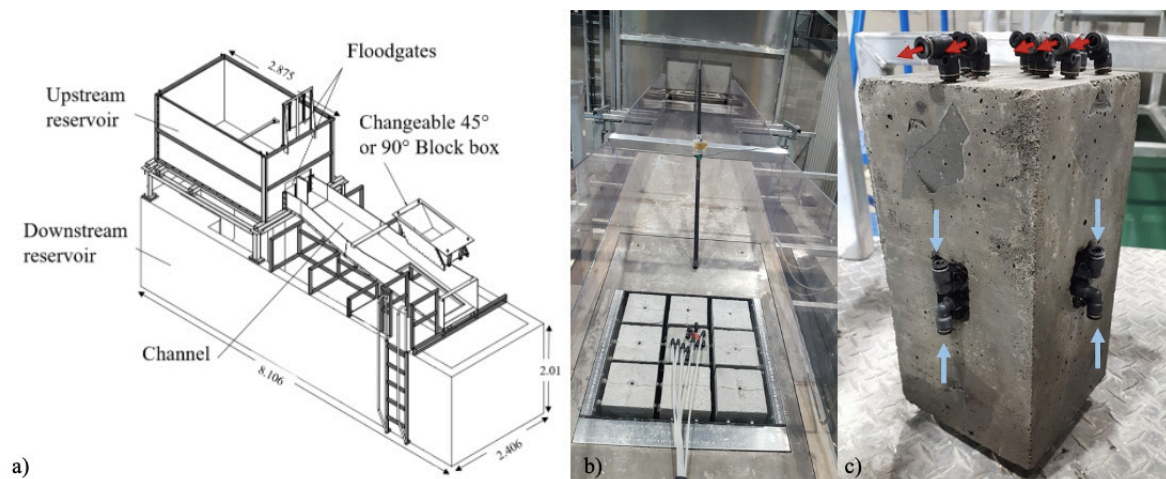 Floodgates
2.875
Upstream
reservoir
Changeable 45°
or 90° Block box
Downstream
reservoir
Channel
8.106
2.01
2.406
a)
b)
c)